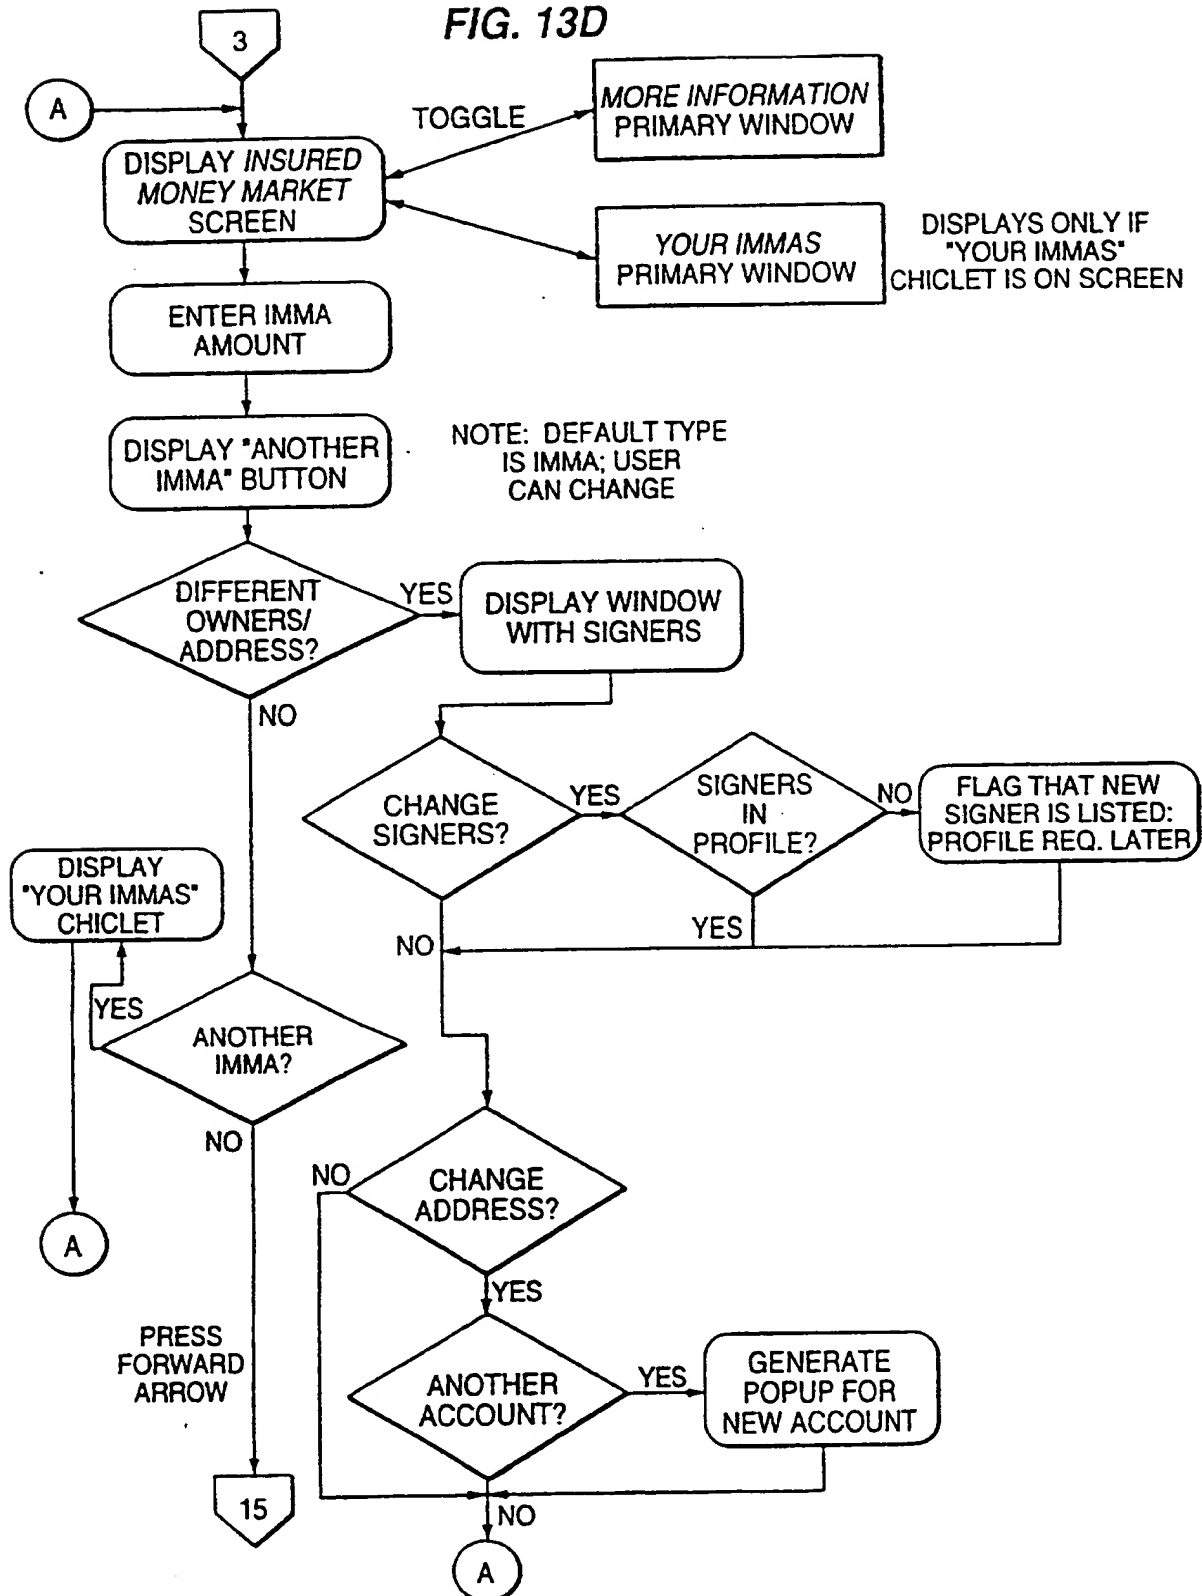 FIG. 13D
3
A
TOGGLE
MORE INFORMATION
PRIMARY WINDOW
DISPLAY INSURED
MONEY MARKET
SCREEN
YOUR IMMAS
PRIMARY WINDOW
DISPLAYS ONLY IF
"YOUR IMMAS"
CHICLET IS ON SCREEN
ENTER IMMA
AMOUNT
DISPLAY "ANOTHER
IMMA" BUTTON
NOTE: DEFAULT TYPE
IS IMMA; USER
CAN CHANGE
DIFFERENT
OWNERS/
ADDRESS?
YES
DISPLAY WINDOW
WITH SIGNERS
NO
CHANGE
SIGNERS?
YES
SIGNERS
IN
PROFILE?
NO
FLAG THAT NEW
SIGNER IS LISTED:
PROFILE REQ. LATER
DISPLAY
"YOUR IMMAS"
CHICLET
NO
YES
YES
ANOTHER
IMMA?
NO
A
NO
CHANGE
ADDRESS?
YES
PRESS
FORWARD
ARROW
ANOTHER
ACCOUNT?
YES
GENERATE
POPUP FOR
NEW ACCOUNT
15
NO
A